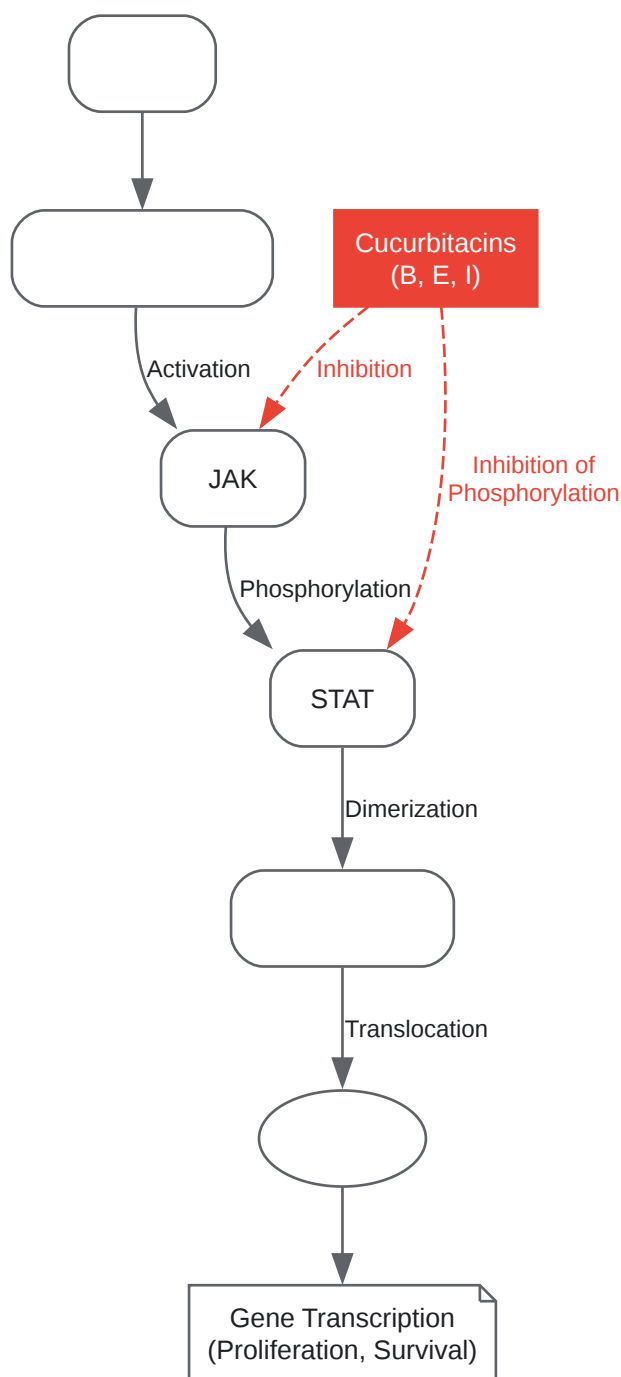 Cucurbitacins
(B, E, I)
Activation
Inhibition
JAK
Inhibition of
Phosphorylation
Phosphorylation
STAT
Dimerization
Translocation
Gene Transcription
(Proliferation, Survival)